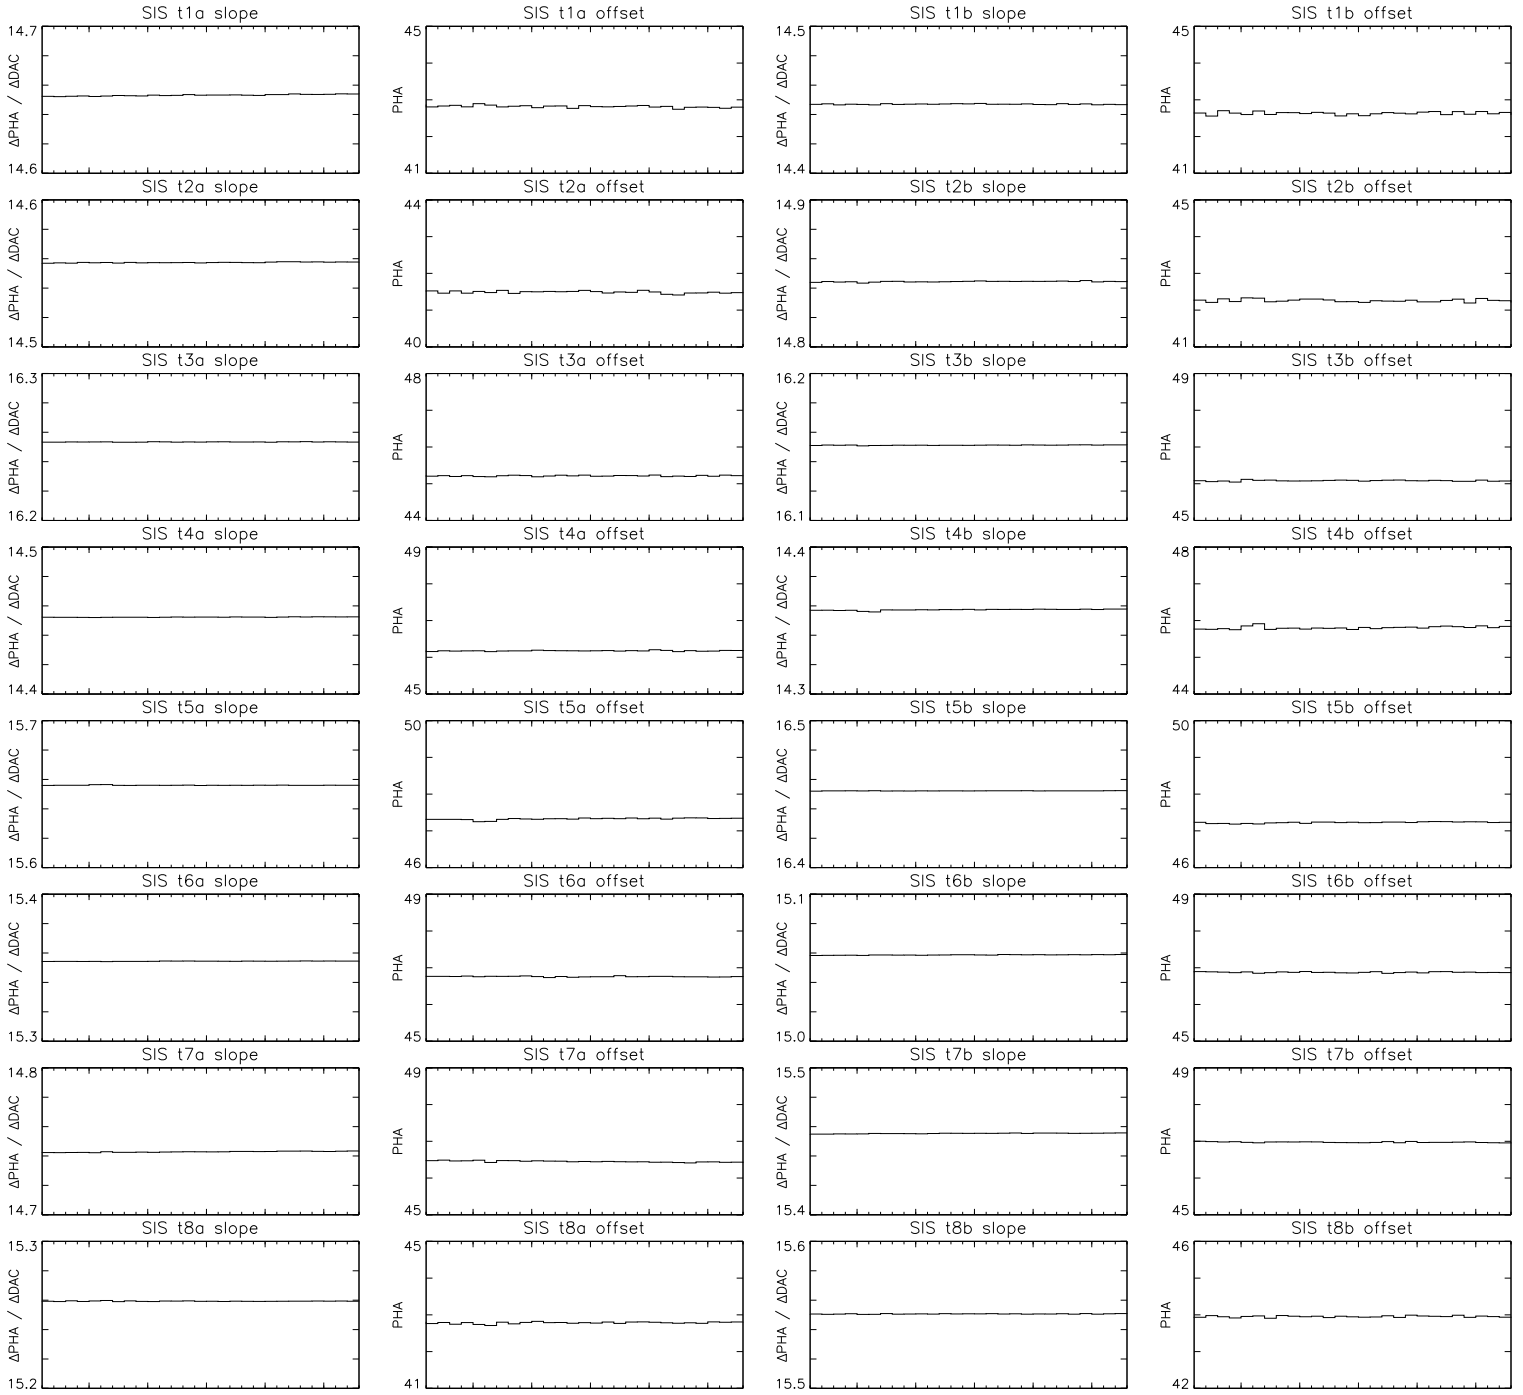 SIS t1a slope SIS t1a offset SIS t1b slope SIS t1b offset
14.7 45 14.5 45
ΔPHA / ΔDAC PHA ΔPHA / ΔDAC PHA
14.6 41 14.4 41
SIS t2a slope SIS t2a offset SIS t2b slope SIS t2b offset
14.6 44 14.9 45
ΔPHA / ΔDAC PHA ΔPHA / ΔDAC PHA
14.5 40 14.8 41
SIS t3a slope SIS t3a offset SIS t3b slope SIS t3b offset
16.3 48 16.2 49
ΔPHA / ΔDAC PHA ΔPHA / ΔDAC PHA
16.2 44 16.1 45
SIS t4a slope SIS t4a offset SIS t4b slope SIS t4b offset
14.5 49 14.4 48
ΔPHA / ΔDAC PHA ΔPHA / ΔDAC PHA
14.4 45 14.3 44
SIS t5a slope SIS t5a offset SIS t5b slope SIS t5b offset
15.7 50 16.5 50
ΔPHA / ΔDAC PHA ΔPHA / ΔDAC PHA
15.6 46 16.4 46
SIS t6a slope SIS t6a offset SIS t6b slope SIS t6b offset
15.4 49 15.1 49
ΔPHA / ΔDAC PHA ΔPHA / ΔDAC PHA
15.3 45 15.0 45
SIS t7a slope SIS t7a offset SIS t7b slope SIS t7b offset
14.8 49 15.5 49
ΔPHA / ΔDAC PHA ΔPHA / ΔDAC PHA
14.7 45 15.4 45
SIS t8a slope SIS t8a offset SIS t8b slope SIS t8b offset
15.3 45 15.6 46
ΔPHA / ΔDAC PHA ΔPHA / ΔDAC PHA
15.2 41 15.5 42